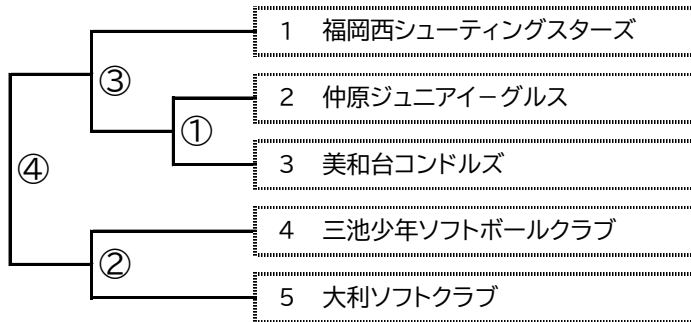 1 福岡西シューティングスターズ
③
2 仲原ジュニアイーグルス
①
3 美和台コンドルズ
④
4 三池少年ソフトボールクラブ
②
5 大利ソフトクラブ